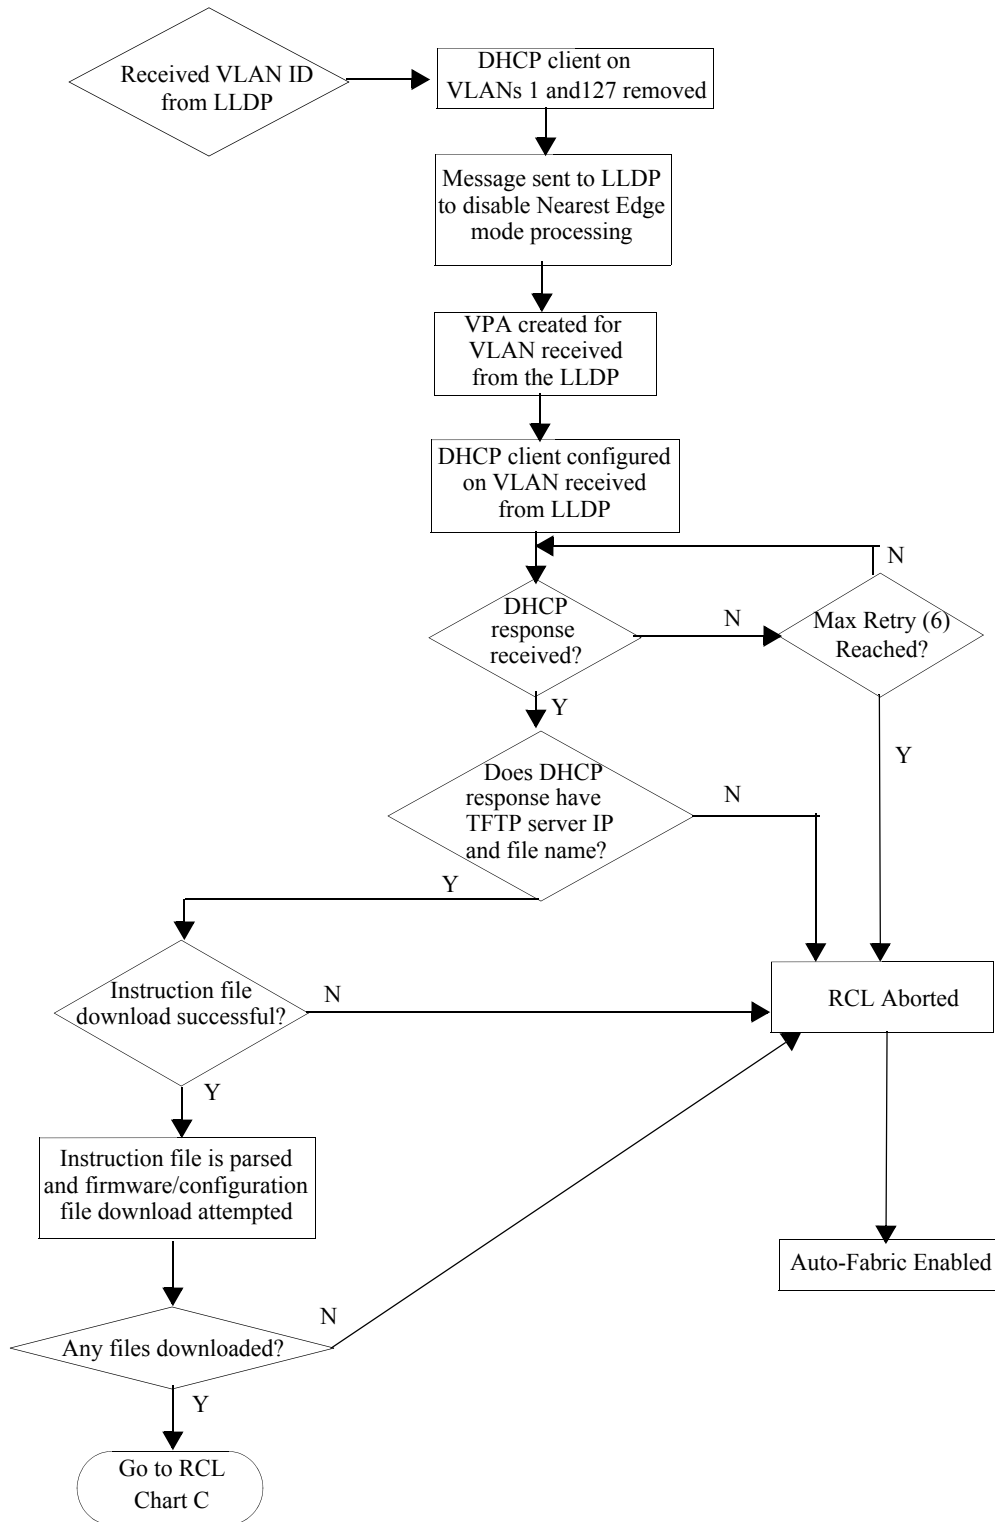 Received VLAN ID
from LLDP
DHCP client on
VLANs 1 and127 removed
Message sent to LLDP
to disable Nearest Edge
mode processing
VPA created for
VLAN received
from the LLDP
DHCP client configured
on VLAN received
from LLDP
N
DHCP
response
received?
N
Max Retry (6)
Reached?
Y
Y
Does DHCP
response have
TFTP server IP
and file name?
N
Y
Instruction file
download successful?
N
RCL Aborted
Y
Instruction file is parsed
and firmware/configuration
file download attempted
Auto-Fabric Enabled
N
Any files downloaded?
Y
Go to RCL
Chart C